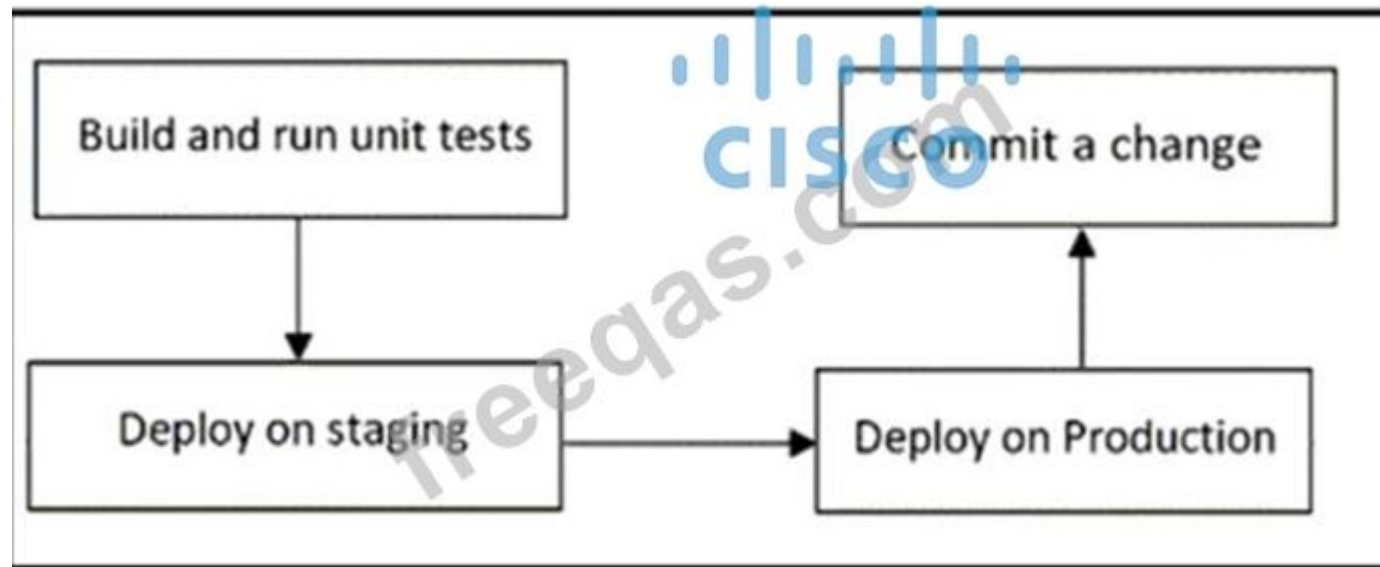 Build and run unit tests
CISCO
Commit a change
freeqas.com
Deploy on staging
Deploy on Production